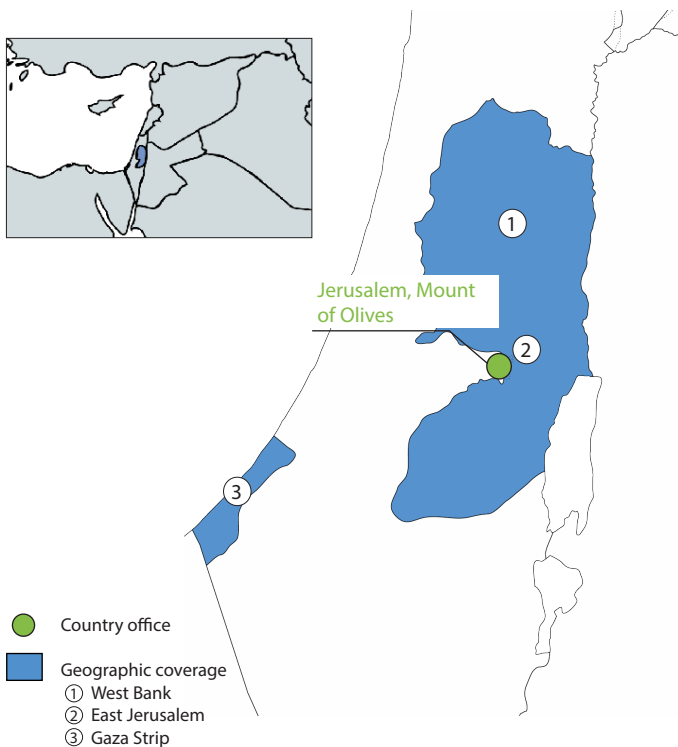 1
Jerusalem, Mount
of Olives
2
3
Country office
Geographic coverage
1 West Bank
2 East Jerusalem
3 Gaza Strip